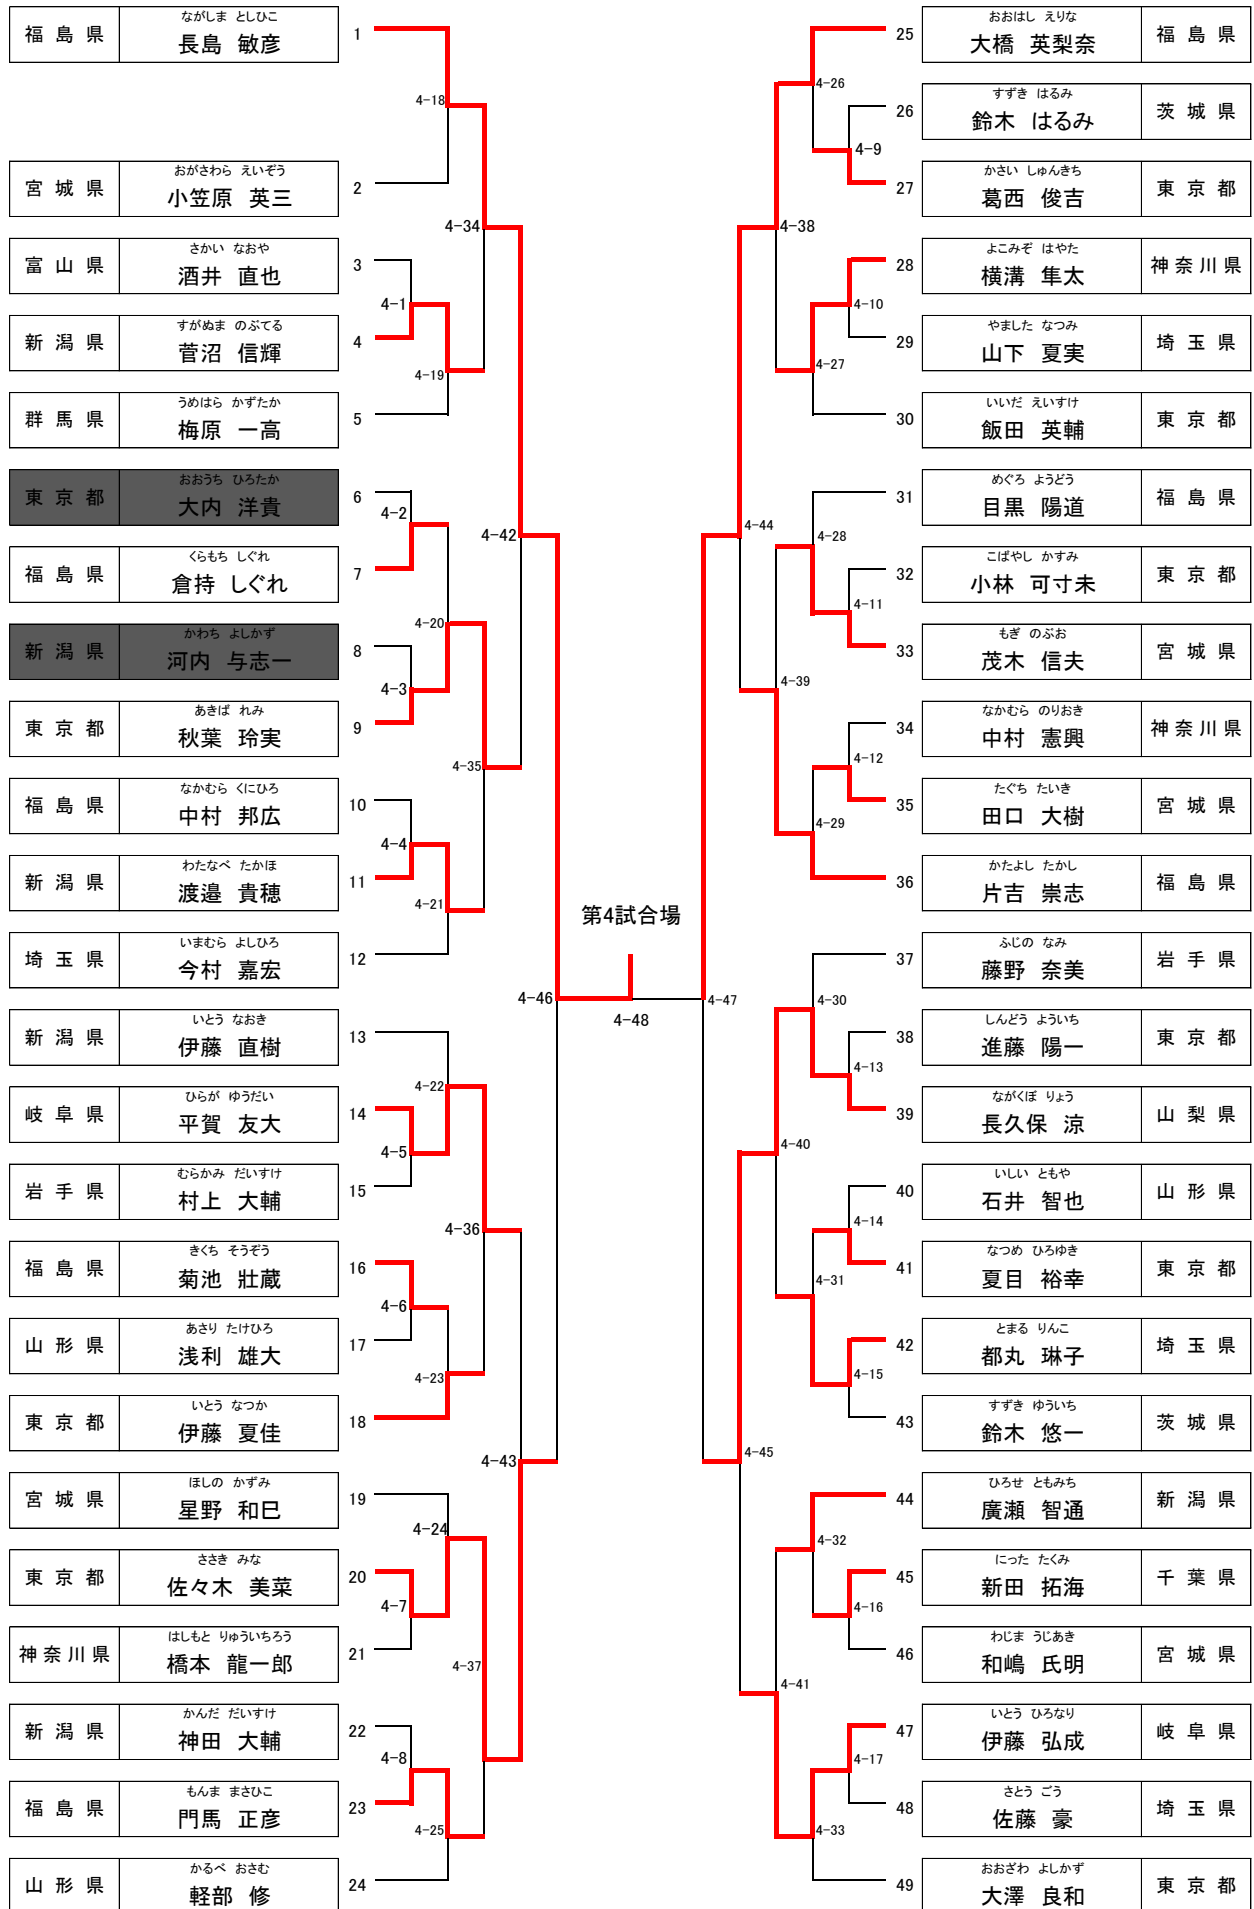 福島県 ながしま としひこ 長島 敏彦 1
宮城県 おがさわら えいぞう 小笠原 英三 2
富山県 さかい なおや 酒井 直也 3
新潟県 すがぬま のぶてる 菅沼 信輝 4
群馬県 うめはら かずたか 梅原 一高 5
東京都 おおうち ひろたか 大内 洋貴 6
福島県 くらもち しぐれ 倉持 しぐれ 7
新潟県 かわち よしかず 河内 与志一 8
東京都 あきば れみ 秋葉 玲実 9
福島県 なかむら くにひろ 中村 邦広 10
新潟県 わたなべ たかほ 渡邉 貴穂 11
埼玉県 いまむら よしひろ 今村 嘉宏 12
新潟県 いとう なおき 伊藤 直樹 13
岐阜県 ひらが ゆうだい 平賀 友大 14
岩手県 むらかみ だいすけ 村上 大輔 15
福島県 きくち そうぞう 菊池 壯蔵 16
山形県 あさり たけひろ 浅利 雄大 17
東京都 いとう なつか 伊藤 夏佳 18
宮城県 ほしの かずみ 星野 和巳 19
東京都 ささき みな 佐々木 美菜 20
神奈川県 はしもと りゅういちろう 橋本 龍一郎 21
新潟県 かんだ だいすけ 神田 大輔 22
福島県 もんま まさひこ 門馬 正彦 23
山形県 かるべ おさむ 軽部 修 24
4-18
4-34
4-1
4-19
4-2
4-42
4-20
4-3
4-35
4-4
4-21
4-46
4-22
4-5
4-36
4-6
4-23
4-43
4-24
4-7
4-37
4-8
4-25
第4試合場
4-48
4-26
4-9
4-38
4-10
4-27
4-44
4-28
4-11
4-39
4-12
4-29
4-47
4-30
4-13
4-40
4-14
4-31
4-15
4-45
4-32
4-16
4-41
4-17
4-33
25 おおはし えりな 大橋 英梨奈 福島県
26 すずき はるみ 鈴木 はるみ 茨城県
27 かさい しゅんきち 葛西 俊吉 東京都
28 よこみぞ はやた 横溝 隼太 神奈川県
29 やました なつみ 山下 夏実 埼玉県
30 いいだ えいすけ 飯田 英輔 東京都
31 めぐろ ようどう 目黒 陽道 福島県
32 こばやし かすみ 小林 可寸未 東京都
33 もぎ のぶお 茂木 信夫 宮城県
34 なかむら のりおき 中村 憲興 神奈川県
35 たぐち たいき 田口 大樹 宮城県
36 かたよし たかし 片吉 崇志 福島県
37 ふじの なみ 藤野 奈美 岩手県
38 しんどう よういち 進藤 陽一 東京都
39 ながくぼ りょう 長久保 涼 山梨県
40 いしい ともや 石井 智也 山形県
41 なつめ ひろゆき 夏目 裕幸 東京都
42 とまる りんこ 都丸 琳子 埼玉県
43 すずき ゆういち 鈴木 悠一 茨城県
44 ひろせ ともみち 廣瀬 智通 新潟県
45 にった たくみ 新田 拓海 千葉県
46 わじま うじあき 和嶋 氏明 宮城県
47 いとう ひろなり 伊藤 弘成 岐阜県
48 さとう ごう 佐藤 豪 埼玉県
49 おおざわ よしかず 大澤 良和 東京都